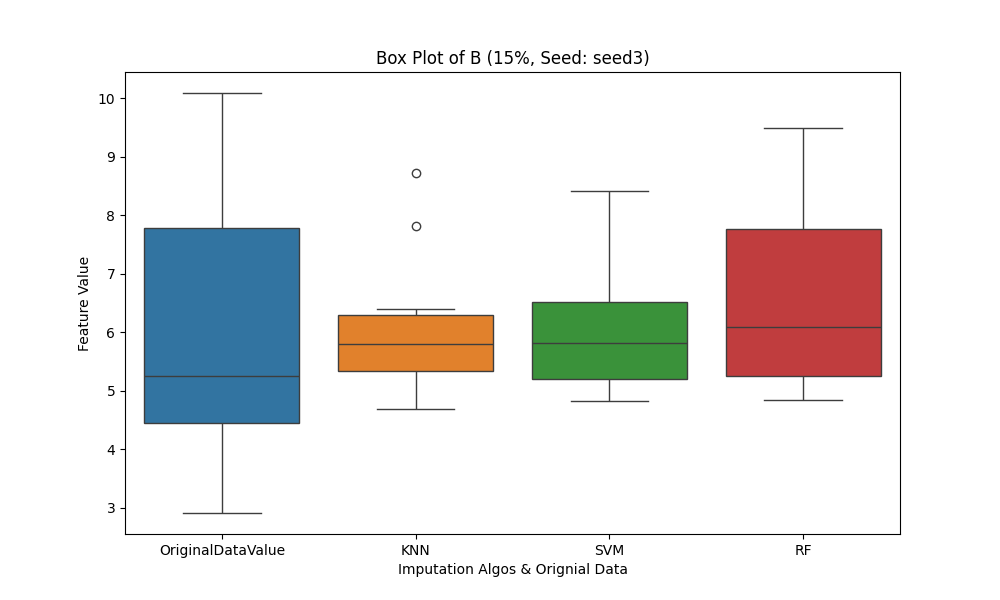 Box Plot of B (15%, Seed: seed3)
Feature Value
10
9
8
7
6
5
4
3
OriginalDataValue KNN SVM RF
Imputation Algos & Orignial Data